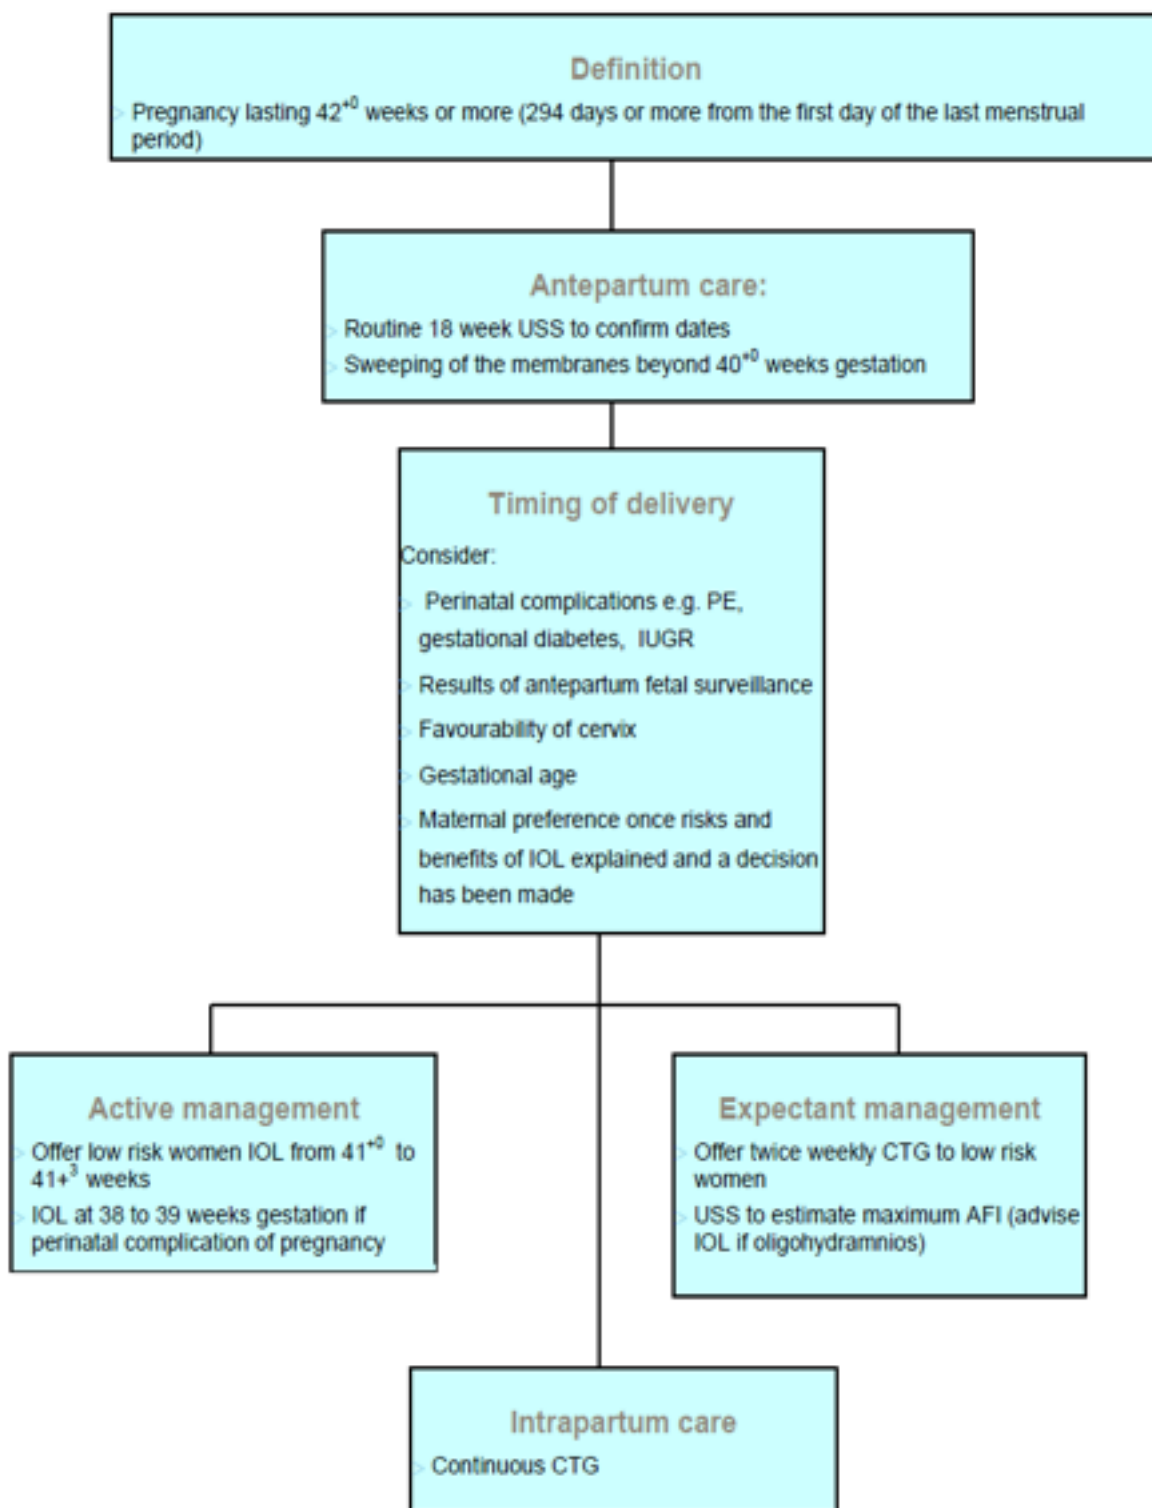 Definition
Pregnancy lasting 42⁺⁰ weeks or more (294 days or more from the first day of the last menstrual
period)
Antepartum care:
Routine 18 week USS to confirm dates
Sweeping of the membranes beyond 40⁺⁰ weeks gestation
Timing of delivery
Consider:
Perinatal complications e.g. PE,
gestational diabetes, IUGR
Results of antepartum fetal surveillance
Favourability of cervix
Gestational age
Maternal preference once risks and
benefits of IOL explained and a decision
has been made
Active management
Offer low risk women IOL from 41⁺⁰ to
41+³ weeks
IOL at 38 to 39 weeks gestation if
perinatal complication of pregnancy
Expectant management
Offer twice weekly CTG to low risk
women
USS to estimate maximum AFI (advise
IOL if oligohydramnios)
Intrapartum care
Continuous CTG